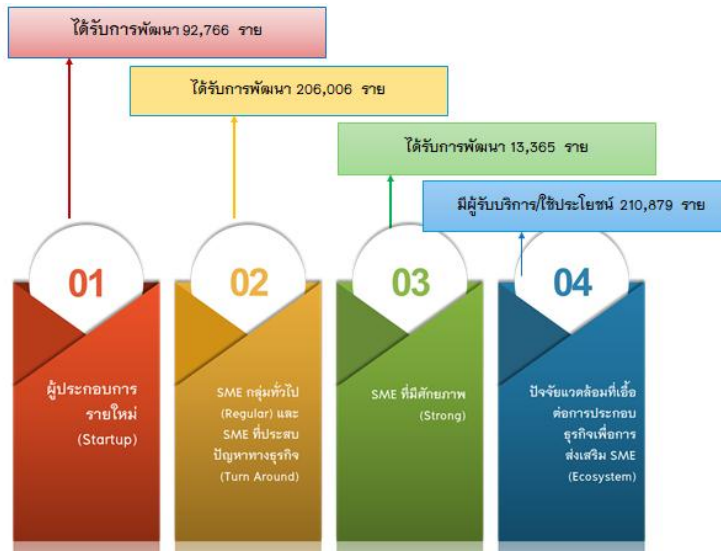 ได้รับการพัฒนา 92,766 ราย
ได้รับการพัฒนา 206,006 ราย
ได้รับการพัฒนา 13,365 ราย
มีผู้รับบริการ/ใช้ประโยชน์ 210,879 ราย
01
ผู้ประกอบการ
รายใหม่
(Startup)
02
SME กลุ่มทั่วไป
(Regular) และ
SME ที่ประสบ
ปัญหาทางธุรกิจ
(Turn Around)
03
SME ที่มีศักยภาพ
(Strong)
04
ปัจจัยแวดล้อมที่เอื้อ
ต่อการประกอบ
ธุรกิจเพื่อการ
ส่งเสริม SME
(Ecosystem)